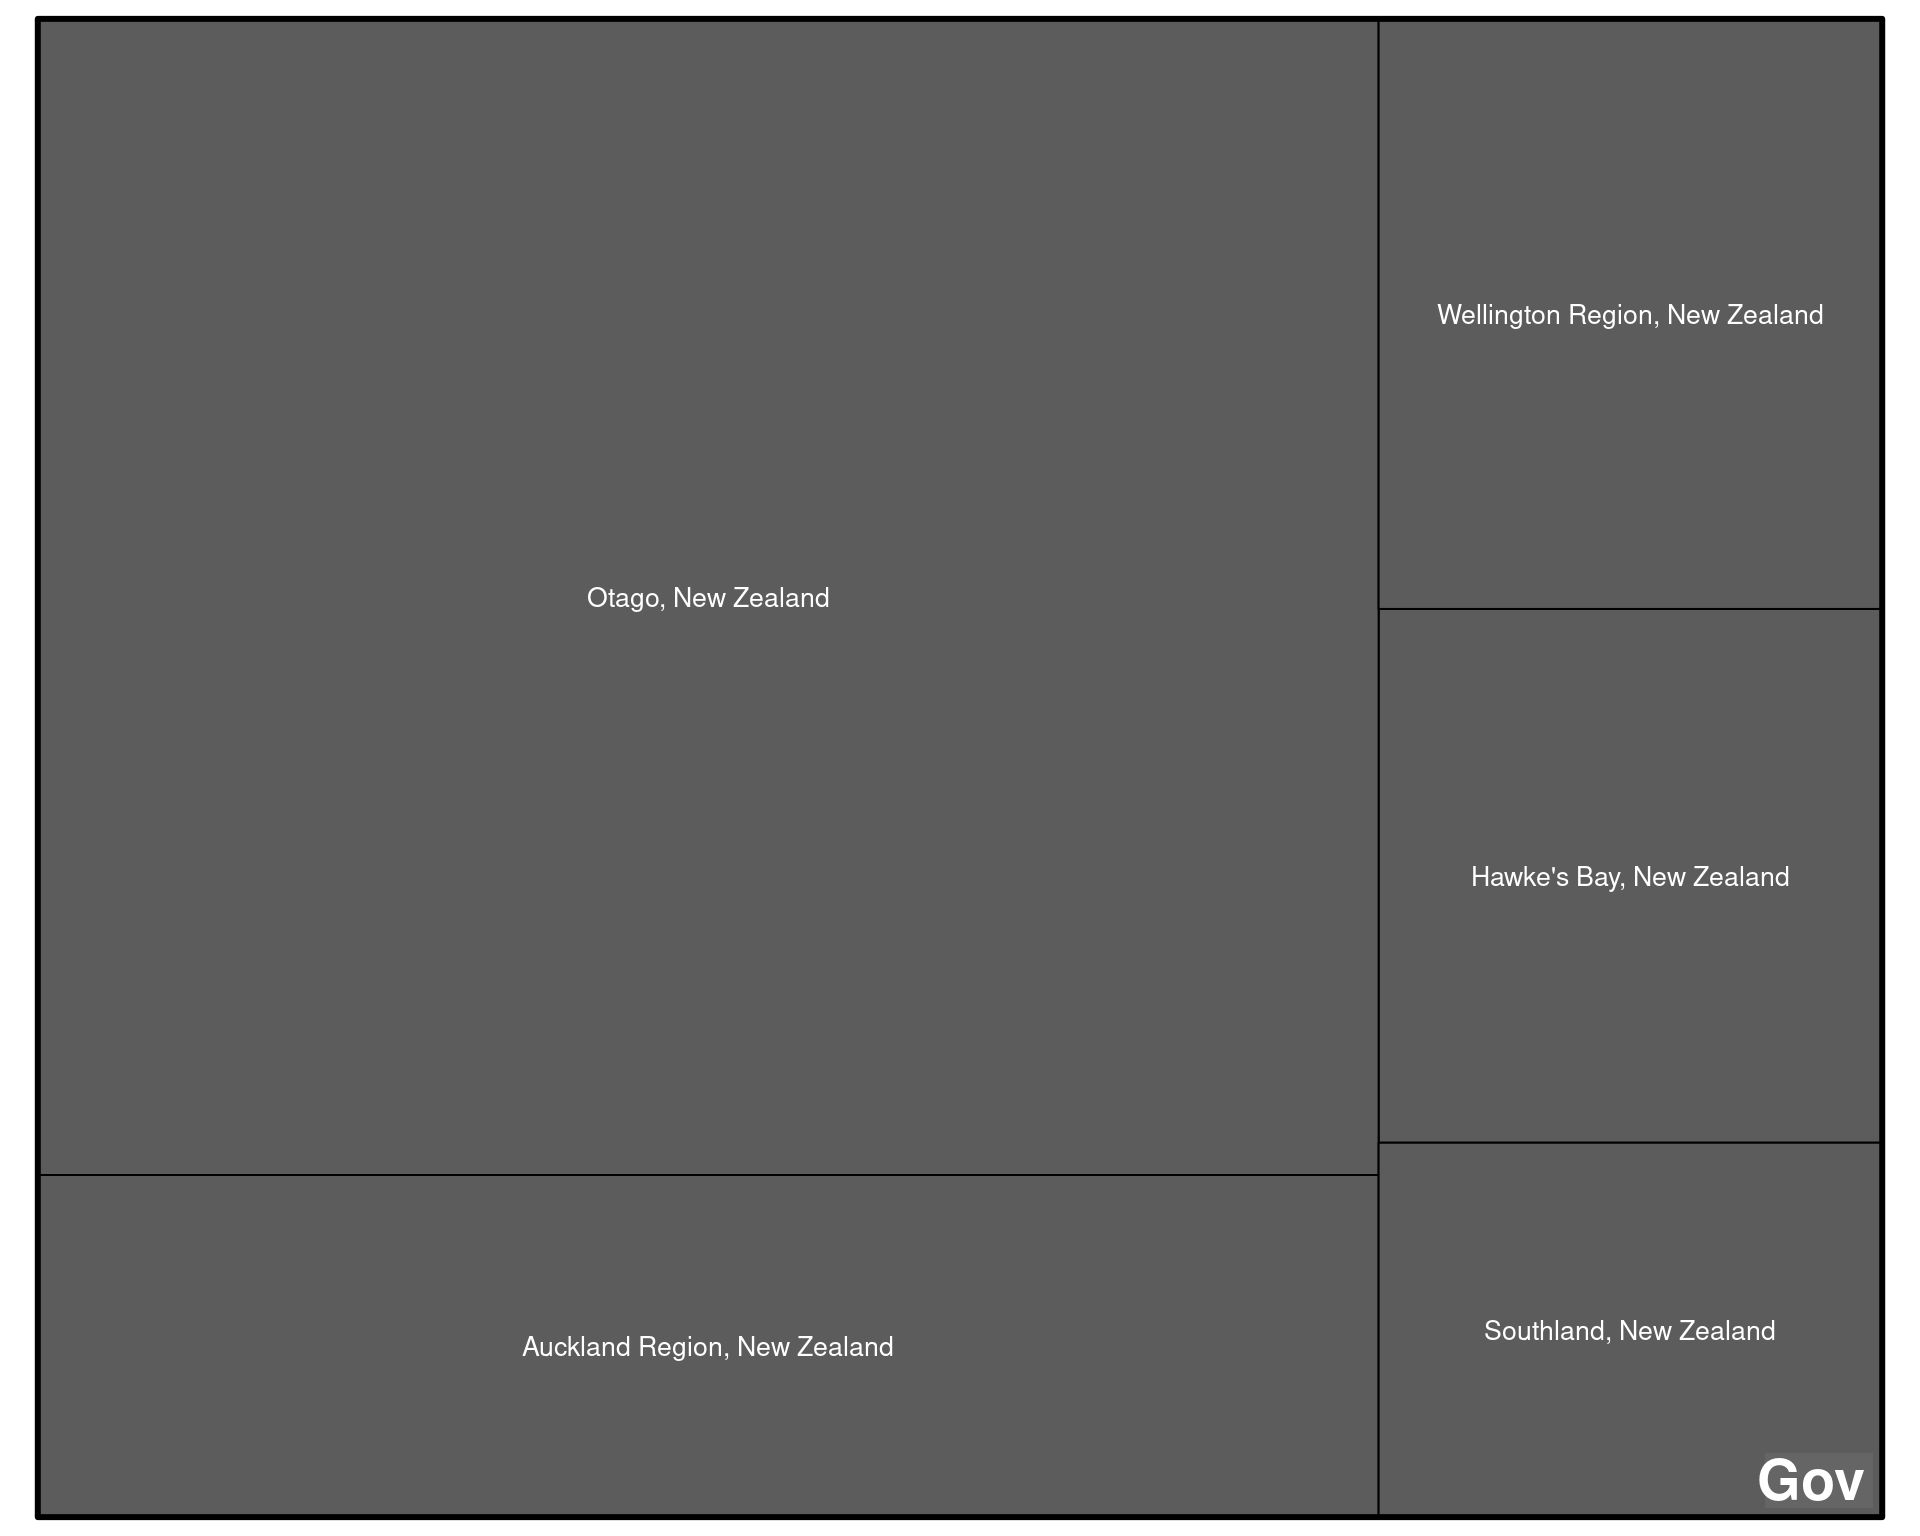 Otago, New Zealand
Auckland Region, New Zealand
Wellington Region, New Zealand
Hawke's Bay, New Zealand
Southland, New Zealand
Gov